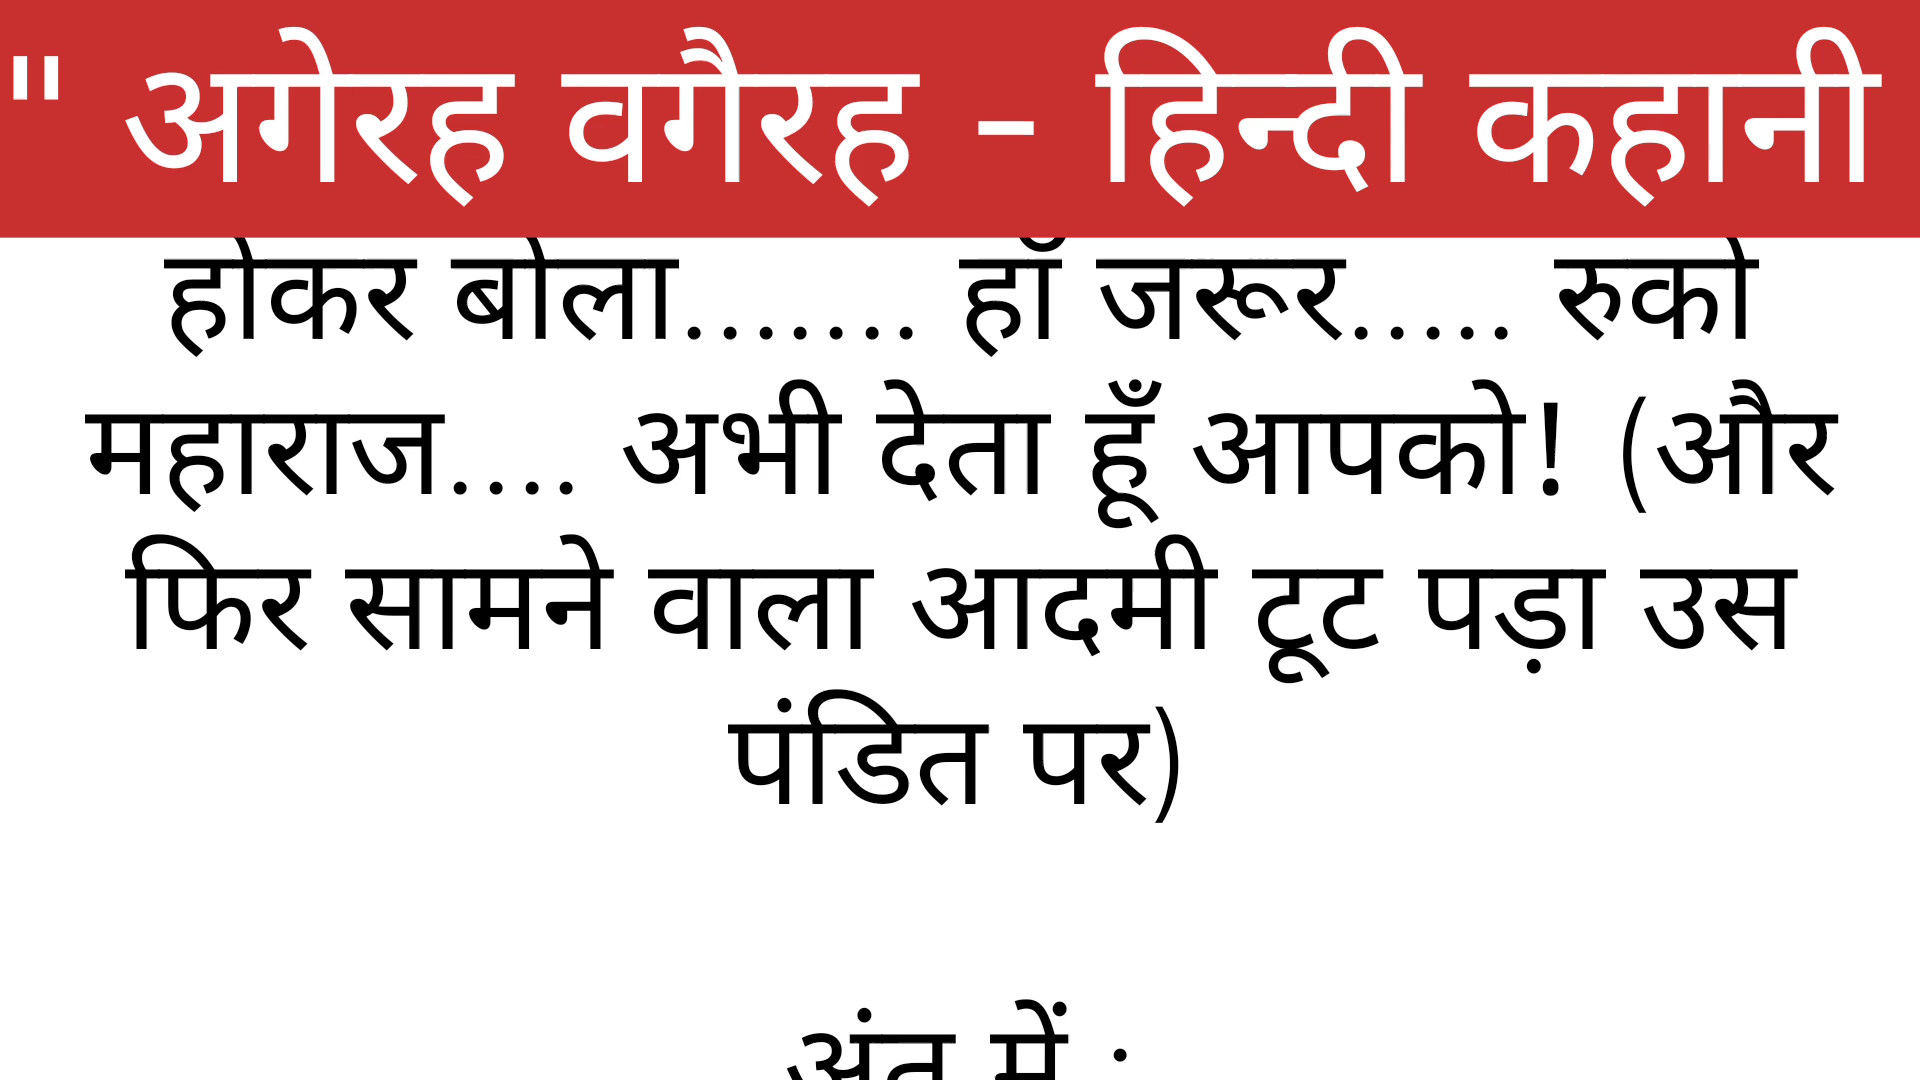 " अगेरह वगैरह - हिन्दी कहानी
होकर बोला....... हाँ जरूर..... रुको
महाराज.... अभी देता हूँ आपको! (और
फिर सामने वाला आदमी टूट पड़ा उस
पंडित पर)
अंत में :